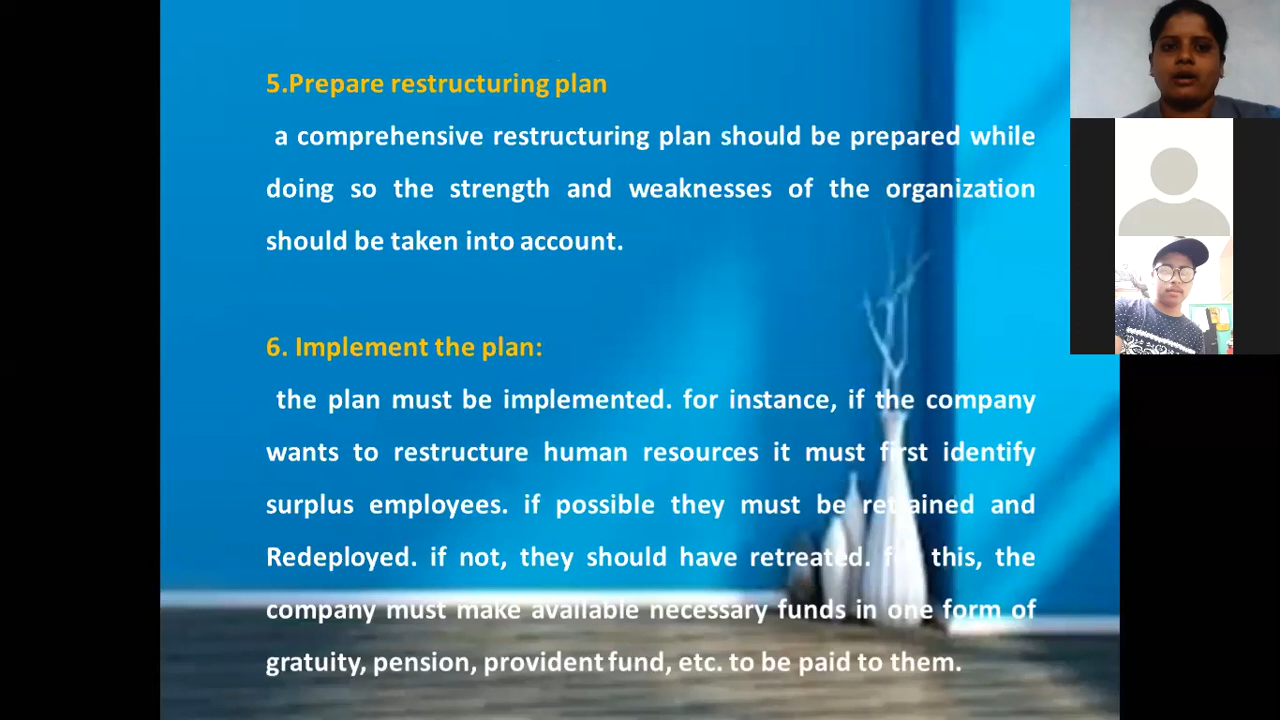 5.Prepare restructuring plan
a comprehensive restructuring plan should be prepared while
doing so the strength and weaknesses of the organization
should be taken into account.
6. Implement the plan:
the plan must be implemented. for instance, if the company
wants to restructure human resources it must first identify
surplus employees. if possible they must be retrained and
Redeployed. if not, they should have retreated. for this, the
company must make available necessary funds in one form of
gratuity, pension, provident fund, etc. to be paid to them.